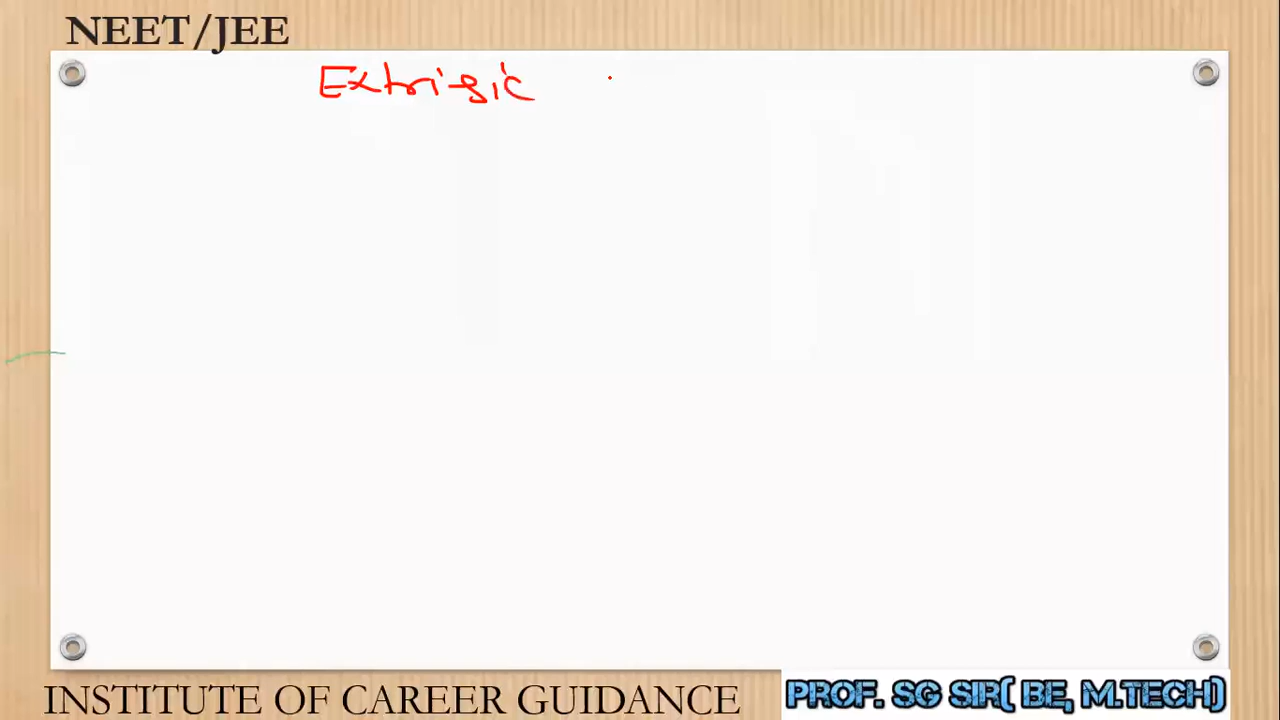 NEET/JEE
Extrisic
INSTITUTE OF CAREER GUIDANCE
PROF. SG SIR( BE, M.TECH)